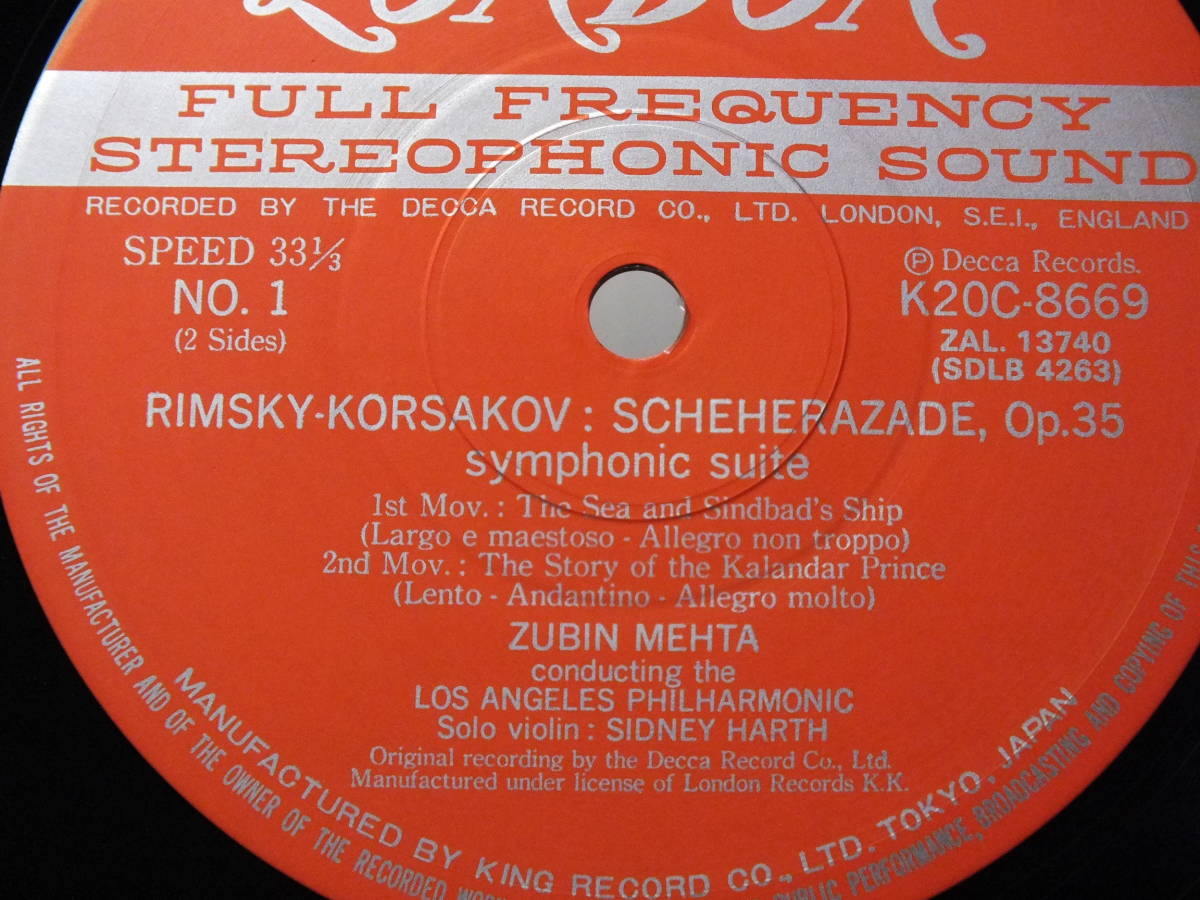 LONDON
FULL FREQUENCY
STEREOPHONIC SOUND
RECORDED BY THE DECCA RECORD CO., LTD. LONDON, S.E.I., ENGLAND
SPEED 33⅓
NO. 1
(2 Sides)
Ⓟ Decca Records.
K20C-8669
ZAL. 13740
(SDLB 4263)
RIMSKY-KORSAKOV : SCHEHERAZADE, Op.35
symphonic suite
1st Mov. : The Sea and Sindbad's Ship
(Largo e maestoso - Allegro non troppo)
2nd Mov. : The Story of the Kalandar Prince
(Lento - Andantino - Allegro molto)
ZUBIN MEHTA
conducting the
LOS ANGELES PHILHARMONIC
Solo violin : SIDNEY HARTH
Original recording by the Decca Record Co., Ltd.
Manufactured under license of London Records K.K.
MANUFACTURED BY KING RECORD CO., LTD. TOKYO, JAPAN
ALL RIGHTS OF THE MANUFACTURER AND OF THE OWNER OF THE RECORDED
PUBLIC PERFORMANCE, BROADCASTING AND COPYING OF THIS